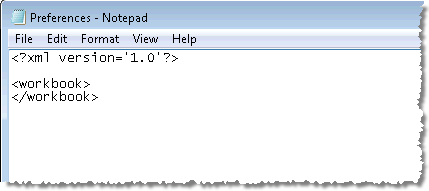 Preferences - Notepad
File Edit Format View Help
<?xml version='1.0'?>
<workbook>
</workbook>